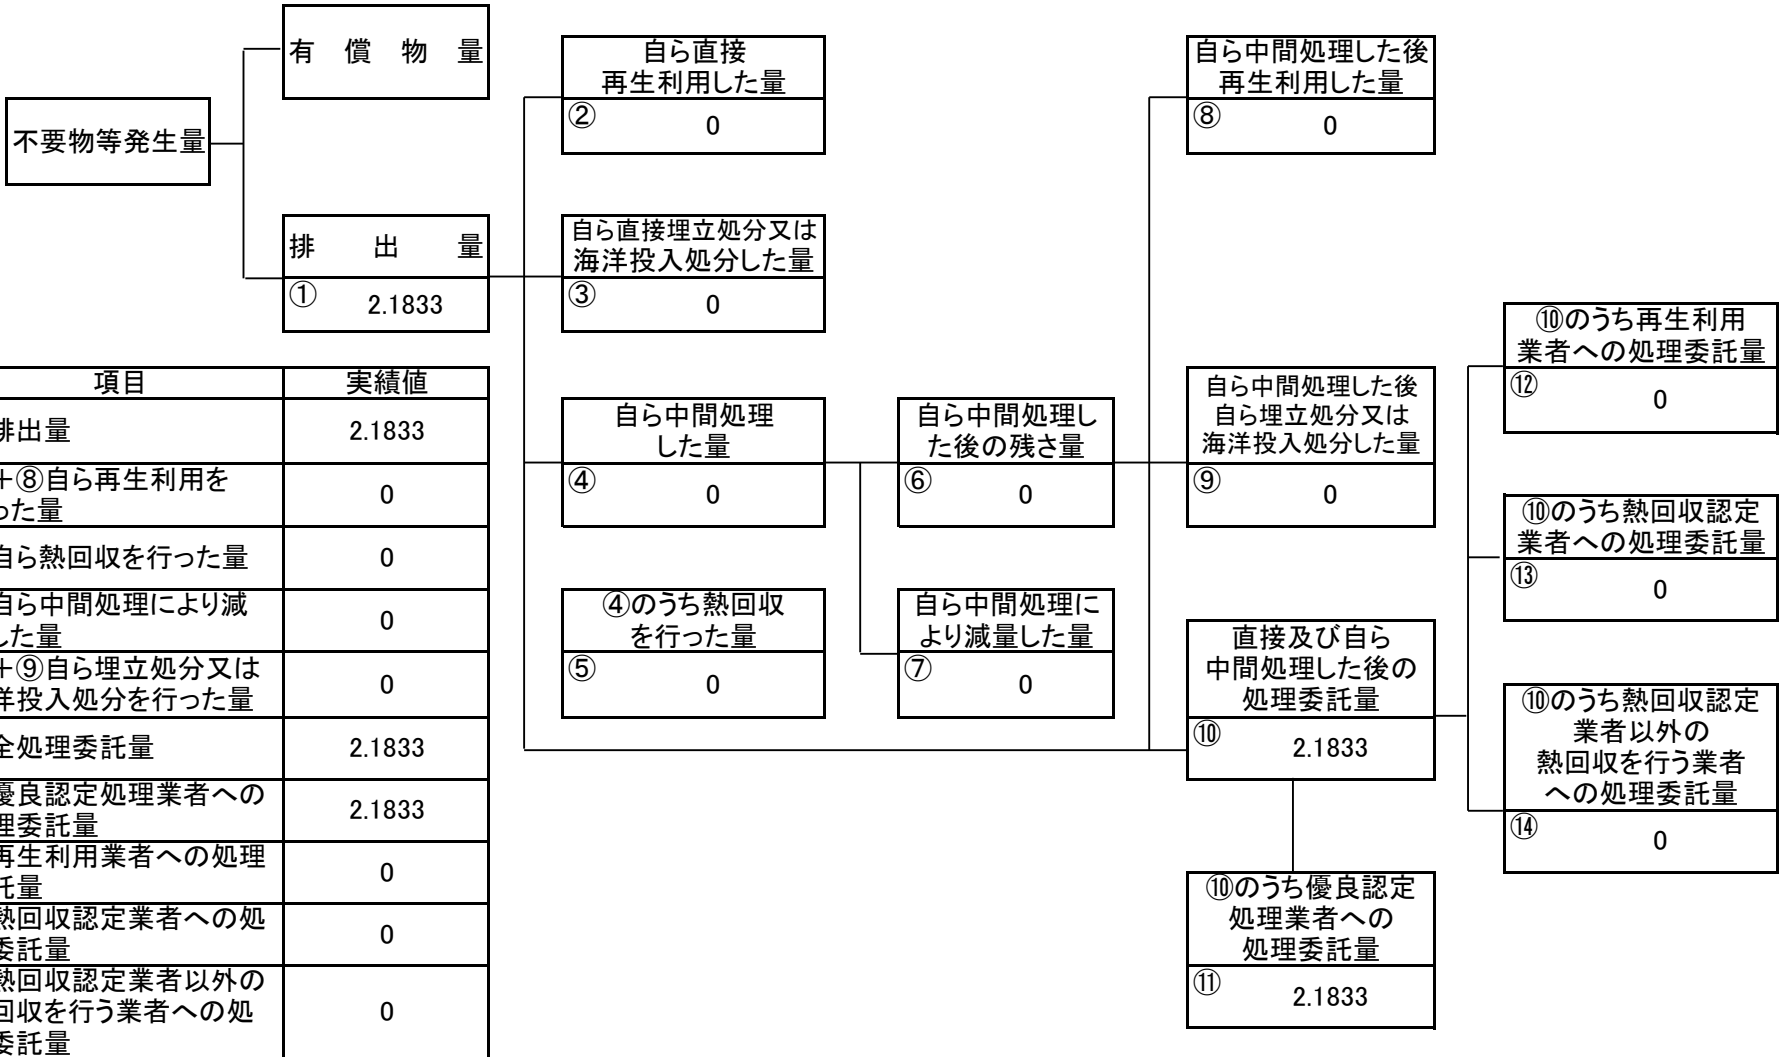 有償物量
不要物等発生量
排出量
① 2.1833
自ら直接
再生利用した量
② 0
自ら直接埋立処分又は
海洋投入処分した量
③ 0
自ら中間処理
した量
④ 0
④のうち熱回収
を行った量
⑤ 0
自ら中間処理し
た後の残さ量
⑥ 0
自ら中間処理に
より減量した量
⑦ 0
自ら中間処理した後
再生利用した量
⑧ 0
自ら中間処理した後
自ら埋立処分又は
海洋投入処分した量
⑨ 0
直接及び自ら
中間処理した後の
処理委託量
⑩ 2.1833
⑩のうち優良認定
処理業者への
処理委託量
⑪ 2.1833
⑩のうち再生利用
業者への処理委託量
⑫ 0
⑩のうち熱回収認定
業者への処理委託量
⑬ 0
⑩のうち熱回収認定
業者以外の
熱回収を行う業者
への処理委託量
⑭ 0
項目 実績値
排出量 2.1833
+⑧自ら再生利用を
った量 0
自ら熱回収を行った量 0
自ら中間処理により減
した量 0
+⑨自ら埋立処分又は
洋投入処分を行った量 0
全処理委託量 2.1833
優良認定処理業者への
理委託量 2.1833
再生利用業者への処理
託量 0
熱回収認定業者への処
委託量 0
熱回収認定業者以外の
回収を行う業者への処
委託量 0